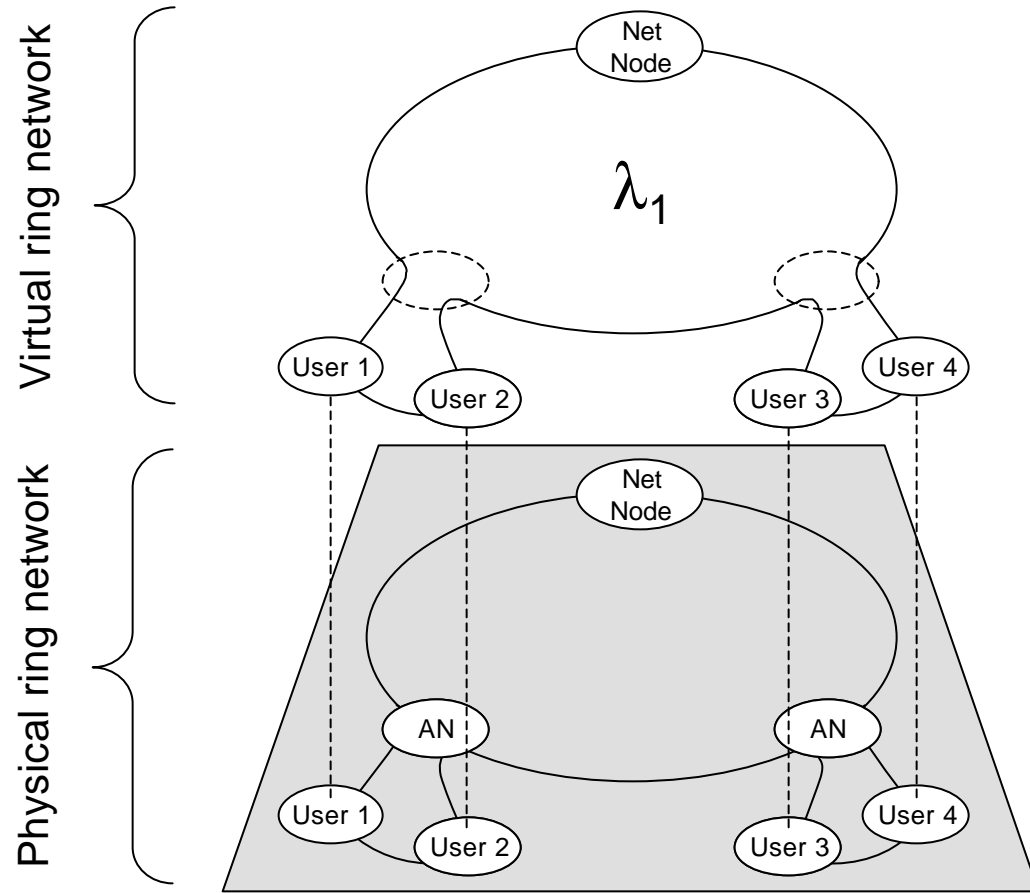 Virtual ring network
Net
Node
λ1
User 1
User 2
User 3
User 4
Physical ring network
Net
Node
AN
AN
User 1
User 2
User 3
User 4